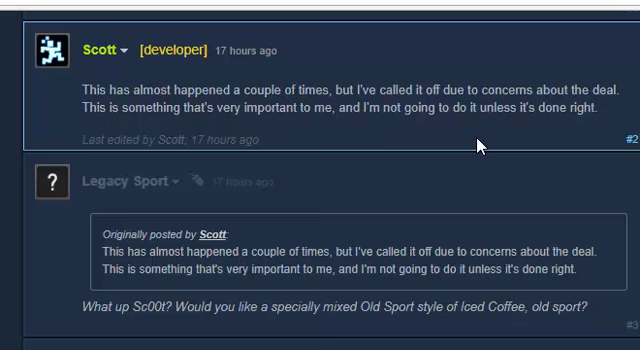 Scott [developer] 17 hours ago
This has almost happened a couple of times, but I've called it off due to concerns about the deal.
This is something that's very important to me, and I'm not going to do it unless it's done right.
Last edited by Scott; 17 hours ago
#2
? Legacy Sport 17 hours ago
Originally posted by Scott:
This has almost happened a couple of times, but I've called it off due to concerns about the deal.
This is something that's very important to me, and I'm not going to do it unless it's done right.
What up Sc00t? Would you like a specially mixed Old Sport style of Iced Coffee, old sport?
#3